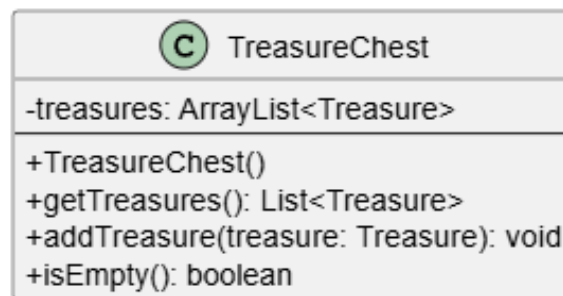 C TreasureChest
-treasures: ArrayList<Treasure>
+TreasureChest()
+getTreasures(): List<Treasure>
+addTreasure(treasure: Treasure): void
+isEmpty(): boolean